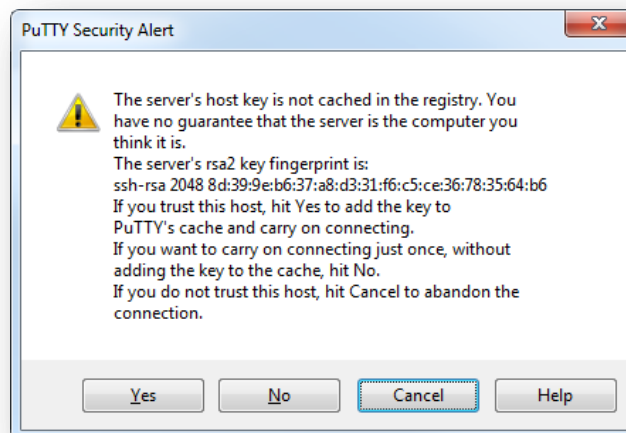 PuTTY Security Alert
The server's host key is not cached in the registry. You
have no guarantee that the server is the computer you
think it is.
The server's rsa2 key fingerprint is:
ssh-rsa 2048 8d:39:9e:b6:37:a8:d3:31:f6:c5:ce:36:78:35:64:b6
If you trust this host, hit Yes to add the key to
PuTTY's cache and carry on connecting.
If you want to carry on connecting just once, without
adding the key to the cache, hit No.
If you do not trust this host, hit Cancel to abandon the
connection.
Yes No Cancel Help